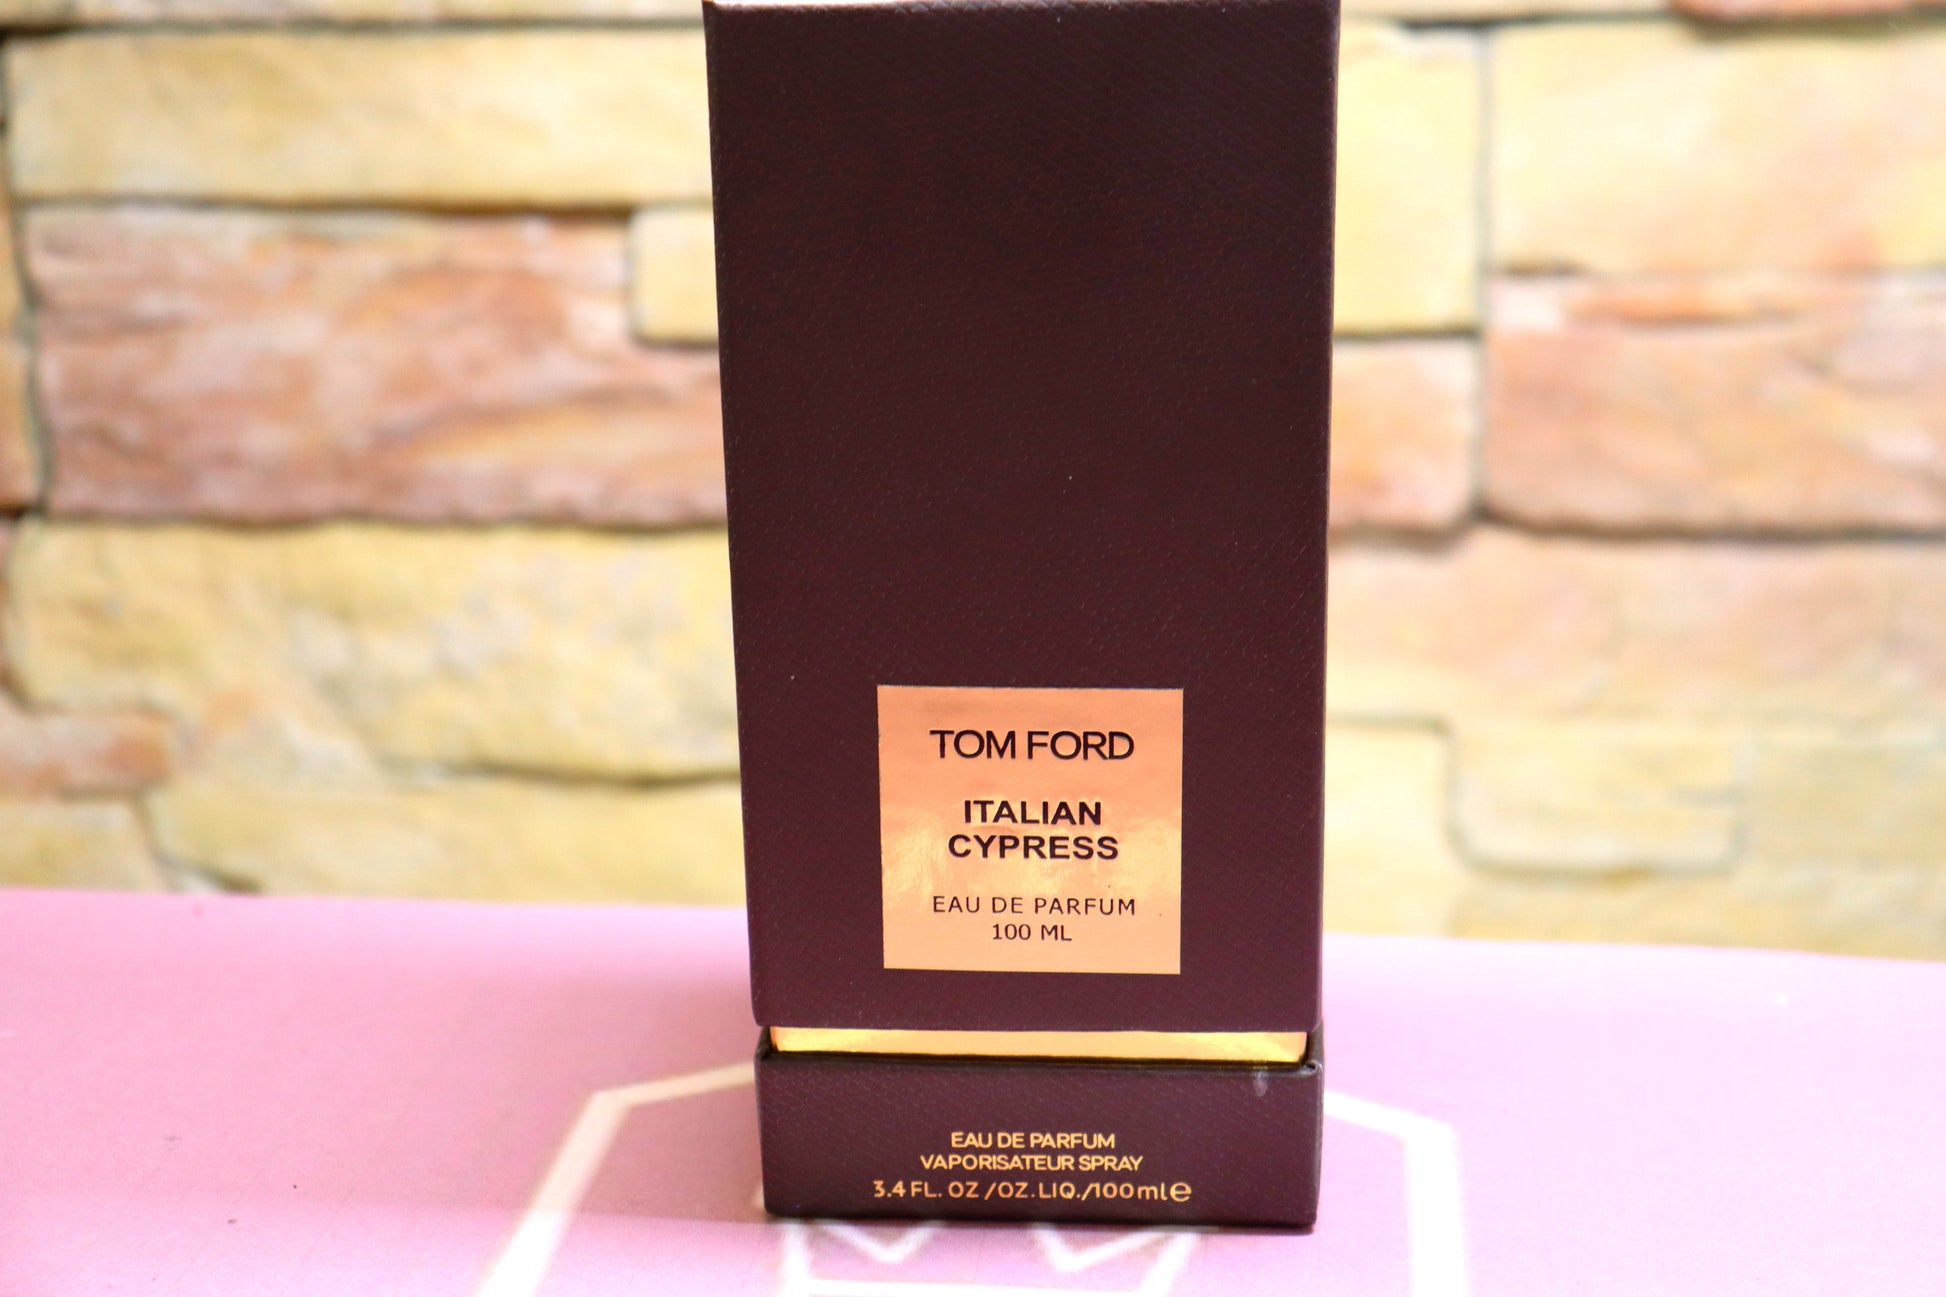 TOM FORD
ITALIAN
CYPRESS
EAU DE PARFUM
100 ML
EAU DE PARFUM
VAPORISATEUR SPRAY
3.4 FL. OZ /OZ.LIQ./100ml℮